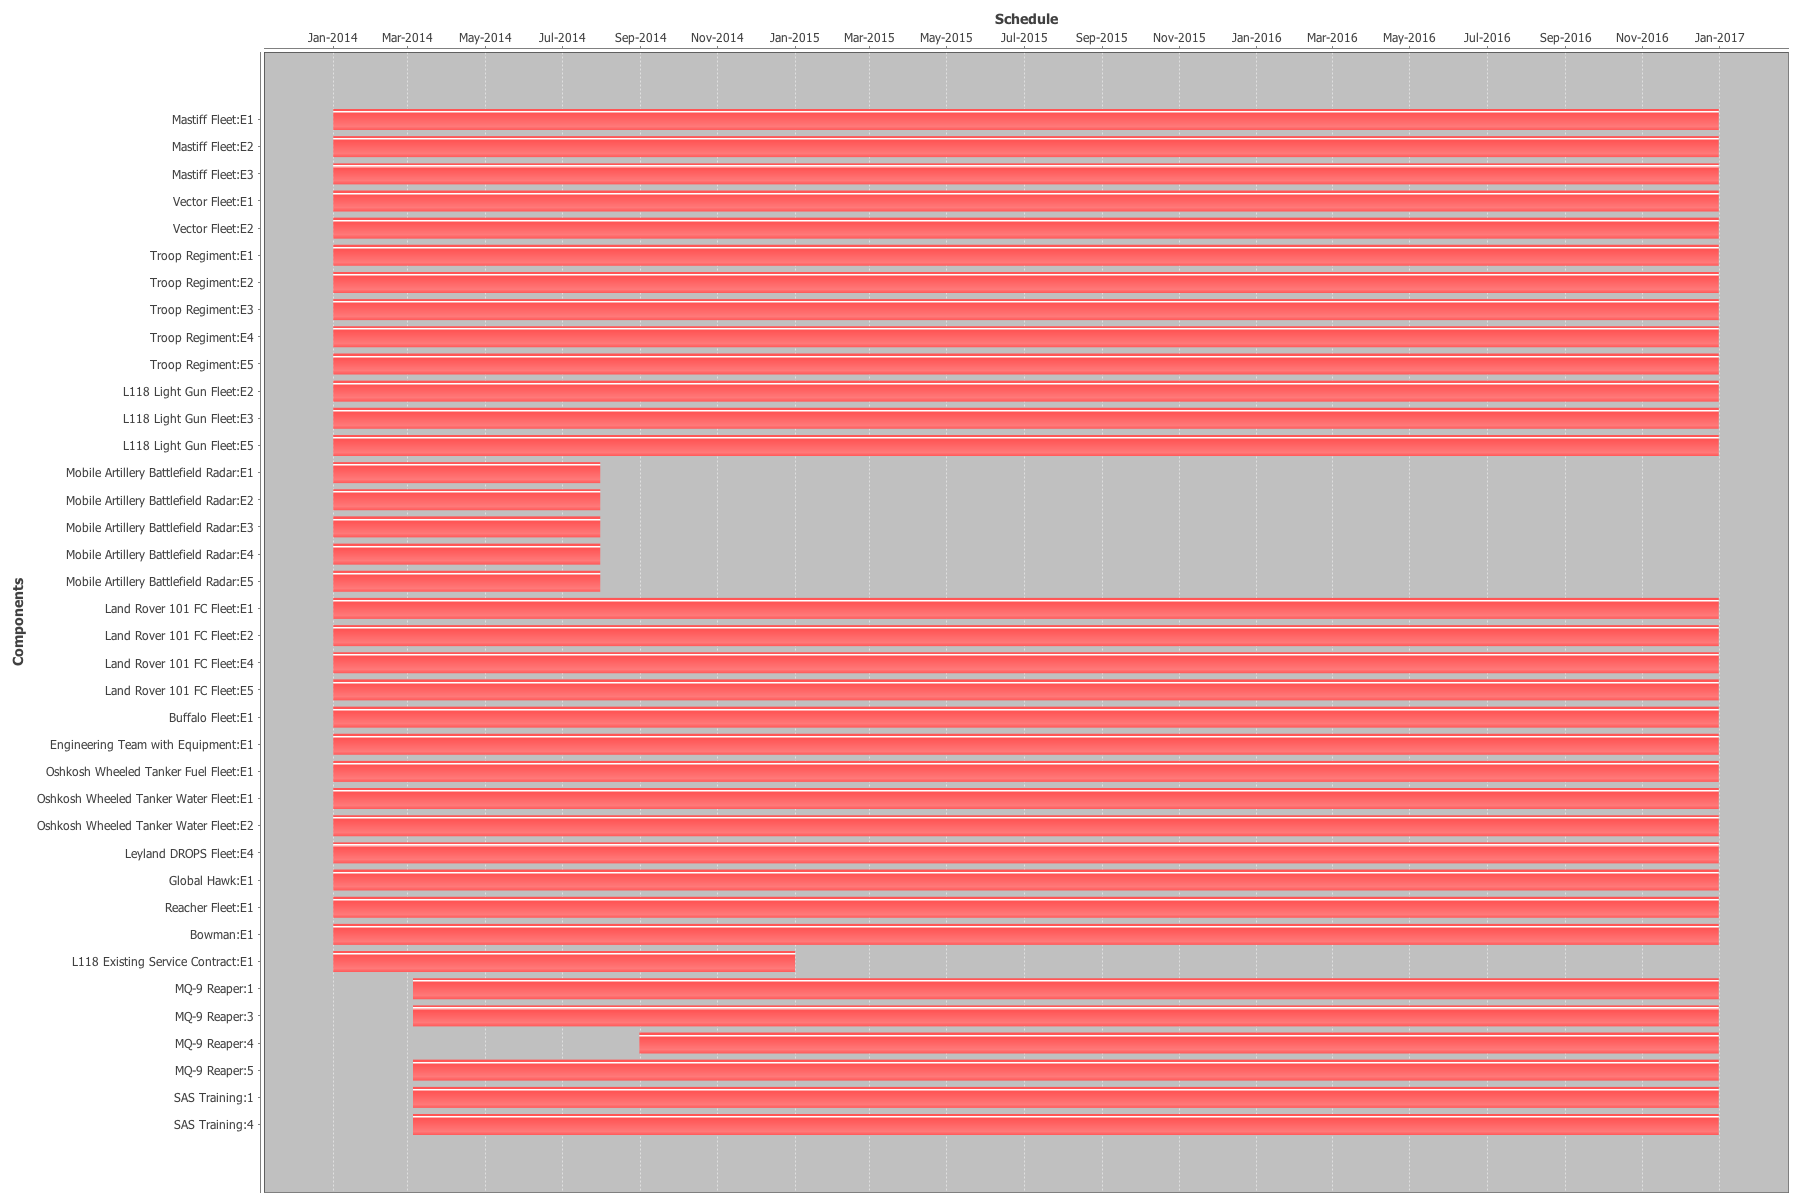 Schedule
Jan-2014 Mar-2014 May-2014 Jul-2014 Sep-2014 Nov-2014 Jan-2015 Mar-2015 May-2015 Jul-2015 Sep-2015 Nov-2015 Jan-2016 Mar-2016 May-2016 Jul-2016 Sep-2016 Nov-2016 Jan-2017
Components
Mastiff Fleet:E1
Mastiff Fleet:E2
Mastiff Fleet:E3
Vector Fleet:E1
Vector Fleet:E2
Troop Regiment:E1
Troop Regiment:E2
Troop Regiment:E3
Troop Regiment:E4
Troop Regiment:E5
L118 Light Gun Fleet:E2
L118 Light Gun Fleet:E3
L118 Light Gun Fleet:E5
Mobile Artillery Battlefield Radar:E1
Mobile Artillery Battlefield Radar:E2
Mobile Artillery Battlefield Radar:E3
Mobile Artillery Battlefield Radar:E4
Mobile Artillery Battlefield Radar:E5
Land Rover 101 FC Fleet:E1
Land Rover 101 FC Fleet:E2
Land Rover 101 FC Fleet:E4
Land Rover 101 FC Fleet:E5
Buffalo Fleet:E1
Engineering Team with Equipment:E1
Oshkosh Wheeled Tanker Fuel Fleet:E1
Oshkosh Wheeled Tanker Water Fleet:E1
Oshkosh Wheeled Tanker Water Fleet:E2
Leyland DROPS Fleet:E4
Global Hawk:E1
Reacher Fleet:E1
Bowman:E1
L118 Existing Service Contract:E1
MQ-9 Reaper:1
MQ-9 Reaper:3
MQ-9 Reaper:4
MQ-9 Reaper:5
SAS Training:1
SAS Training:4